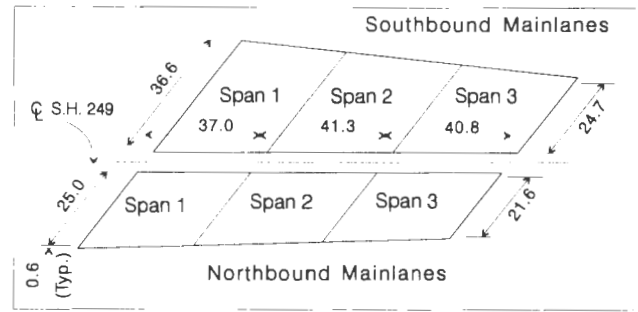 Southbound Mainlanes
36.6
Span 1
Span 2
Span 3
37.0
41.3
40.8
24.7
℄ S.H. 249
25.0
Span 1
Span 2
Span 3
21.6
0.6
(Typ.)
Northbound Mainlanes